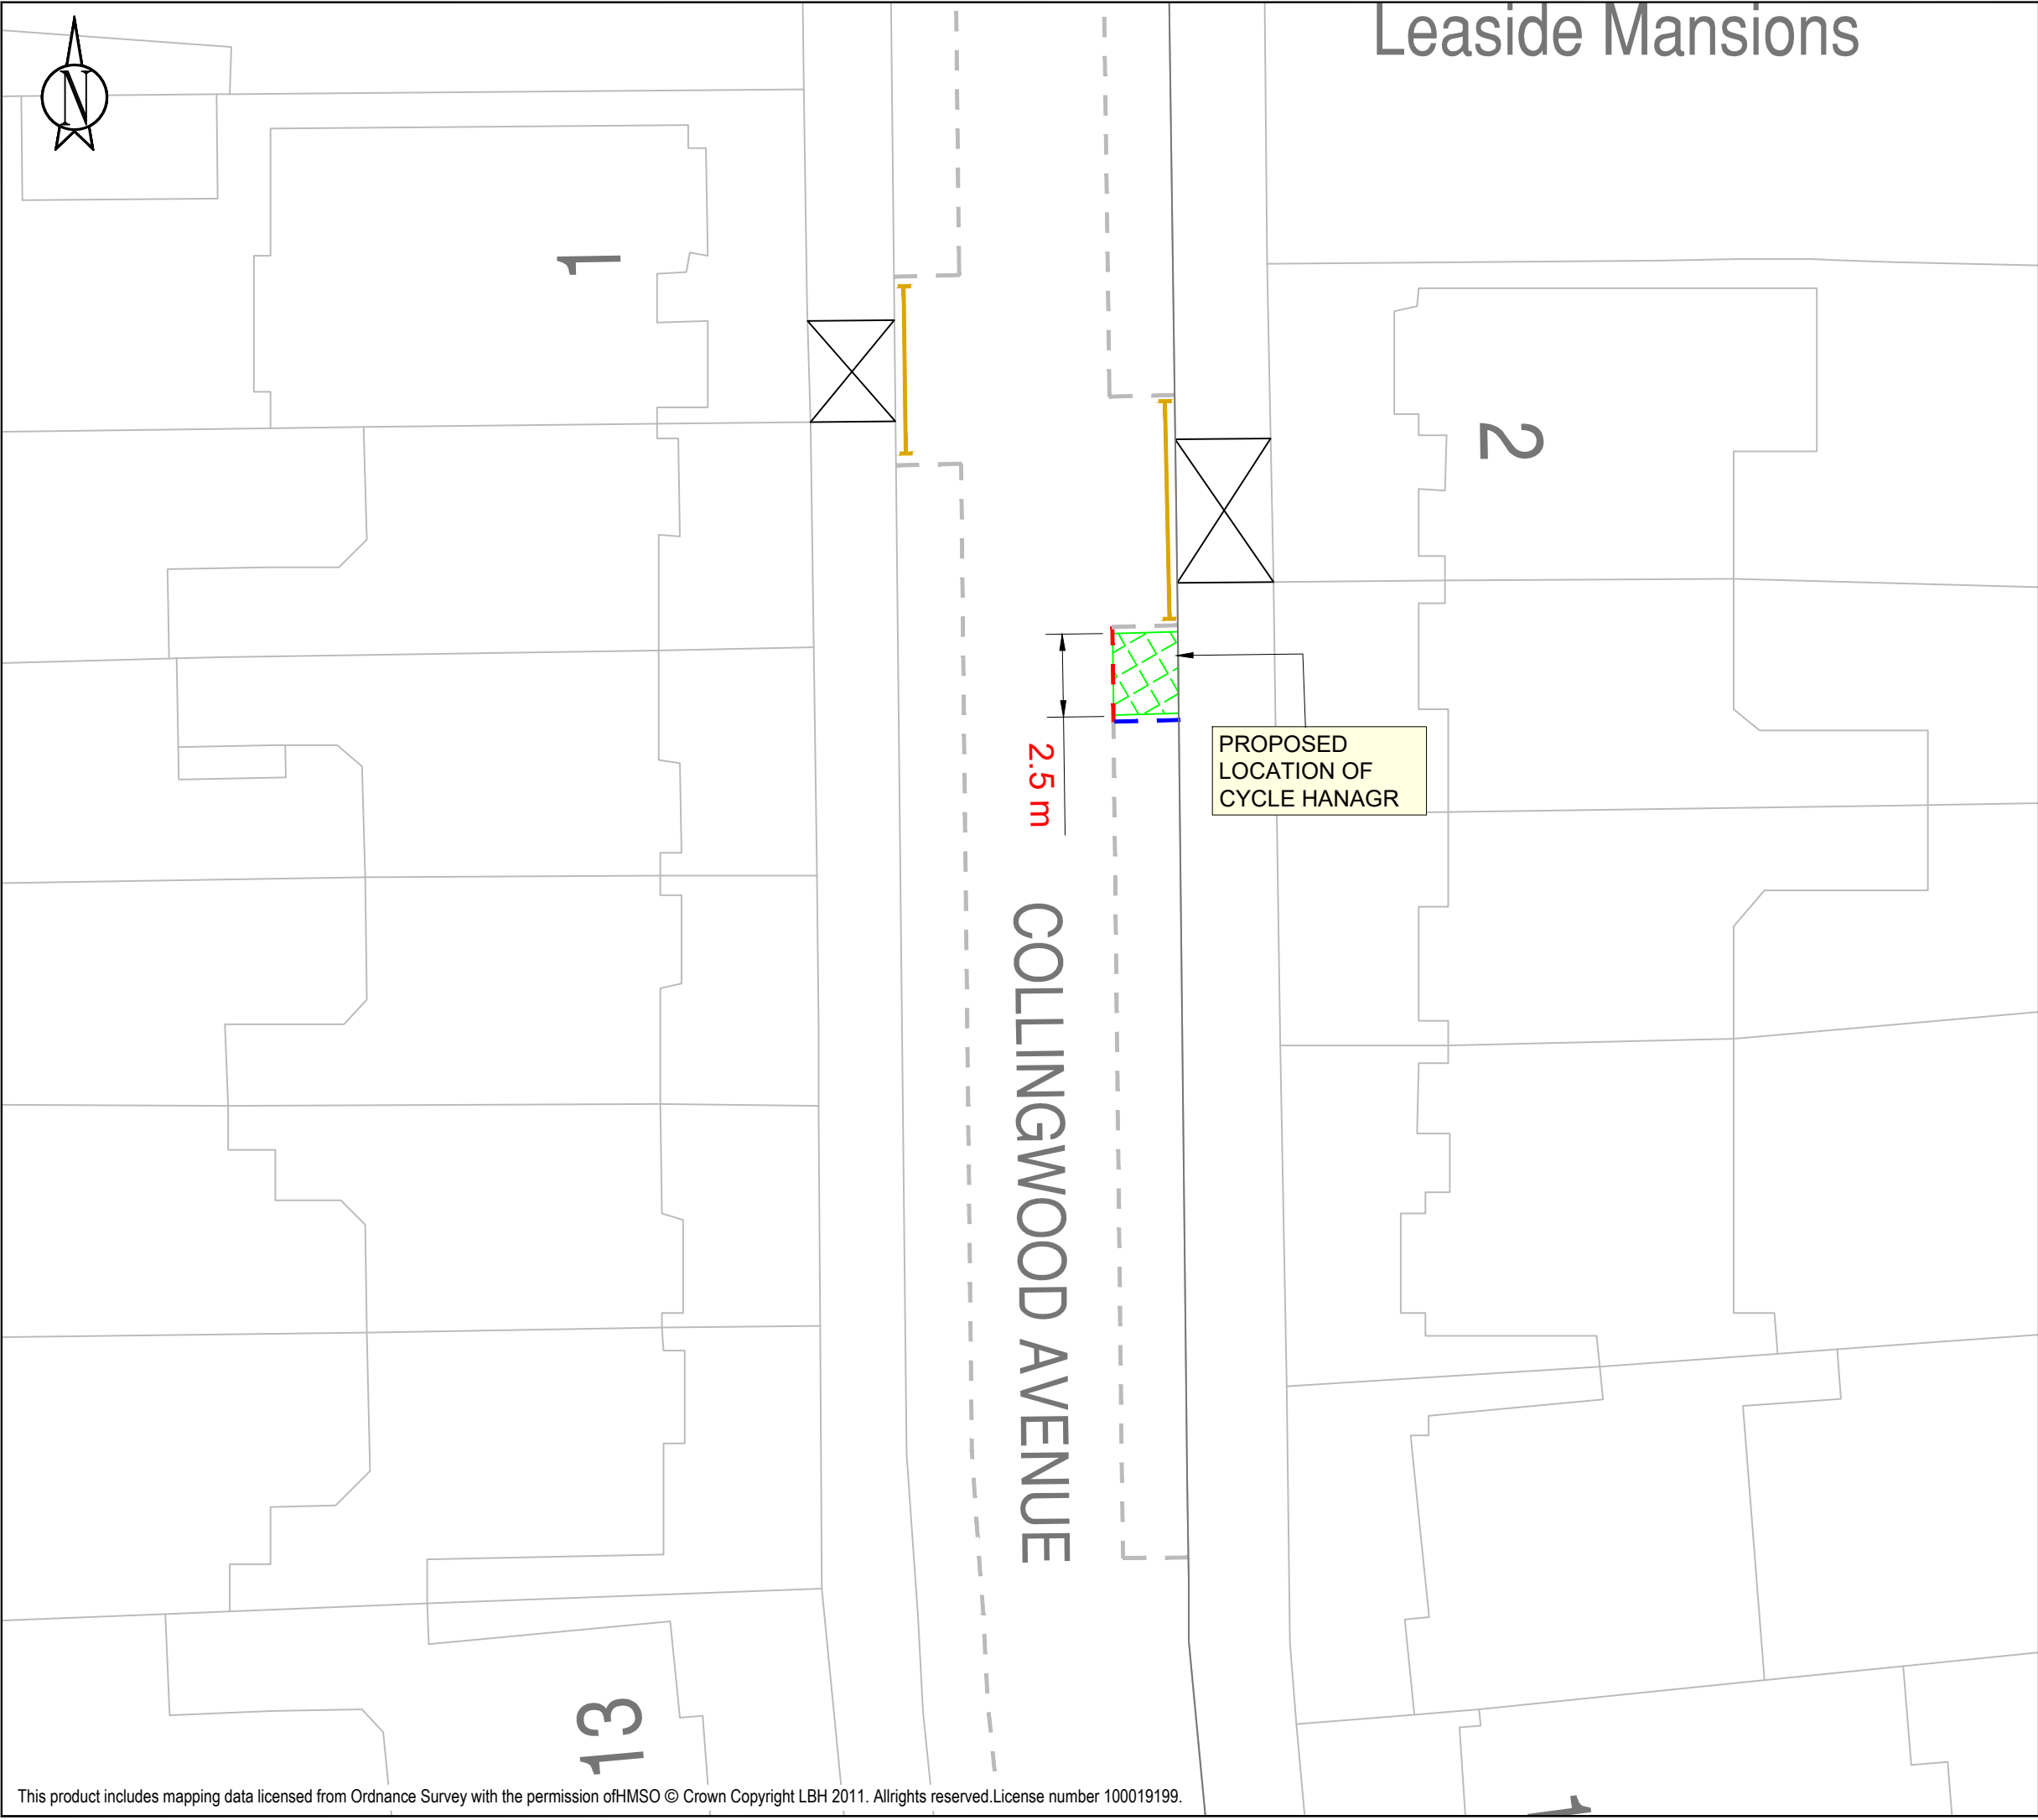 Leaside Mansions
N
1
2
PROPOSED
LOCATION OF
CYCLE HANAGR
2.5 m
COLLINGWOOD AVENUE
13
This product includes mapping data licensed from Ordnance Survey with the permission ofHMSO © Crown Copyright LBH 2011. Allrights reserved.License number 100019199.